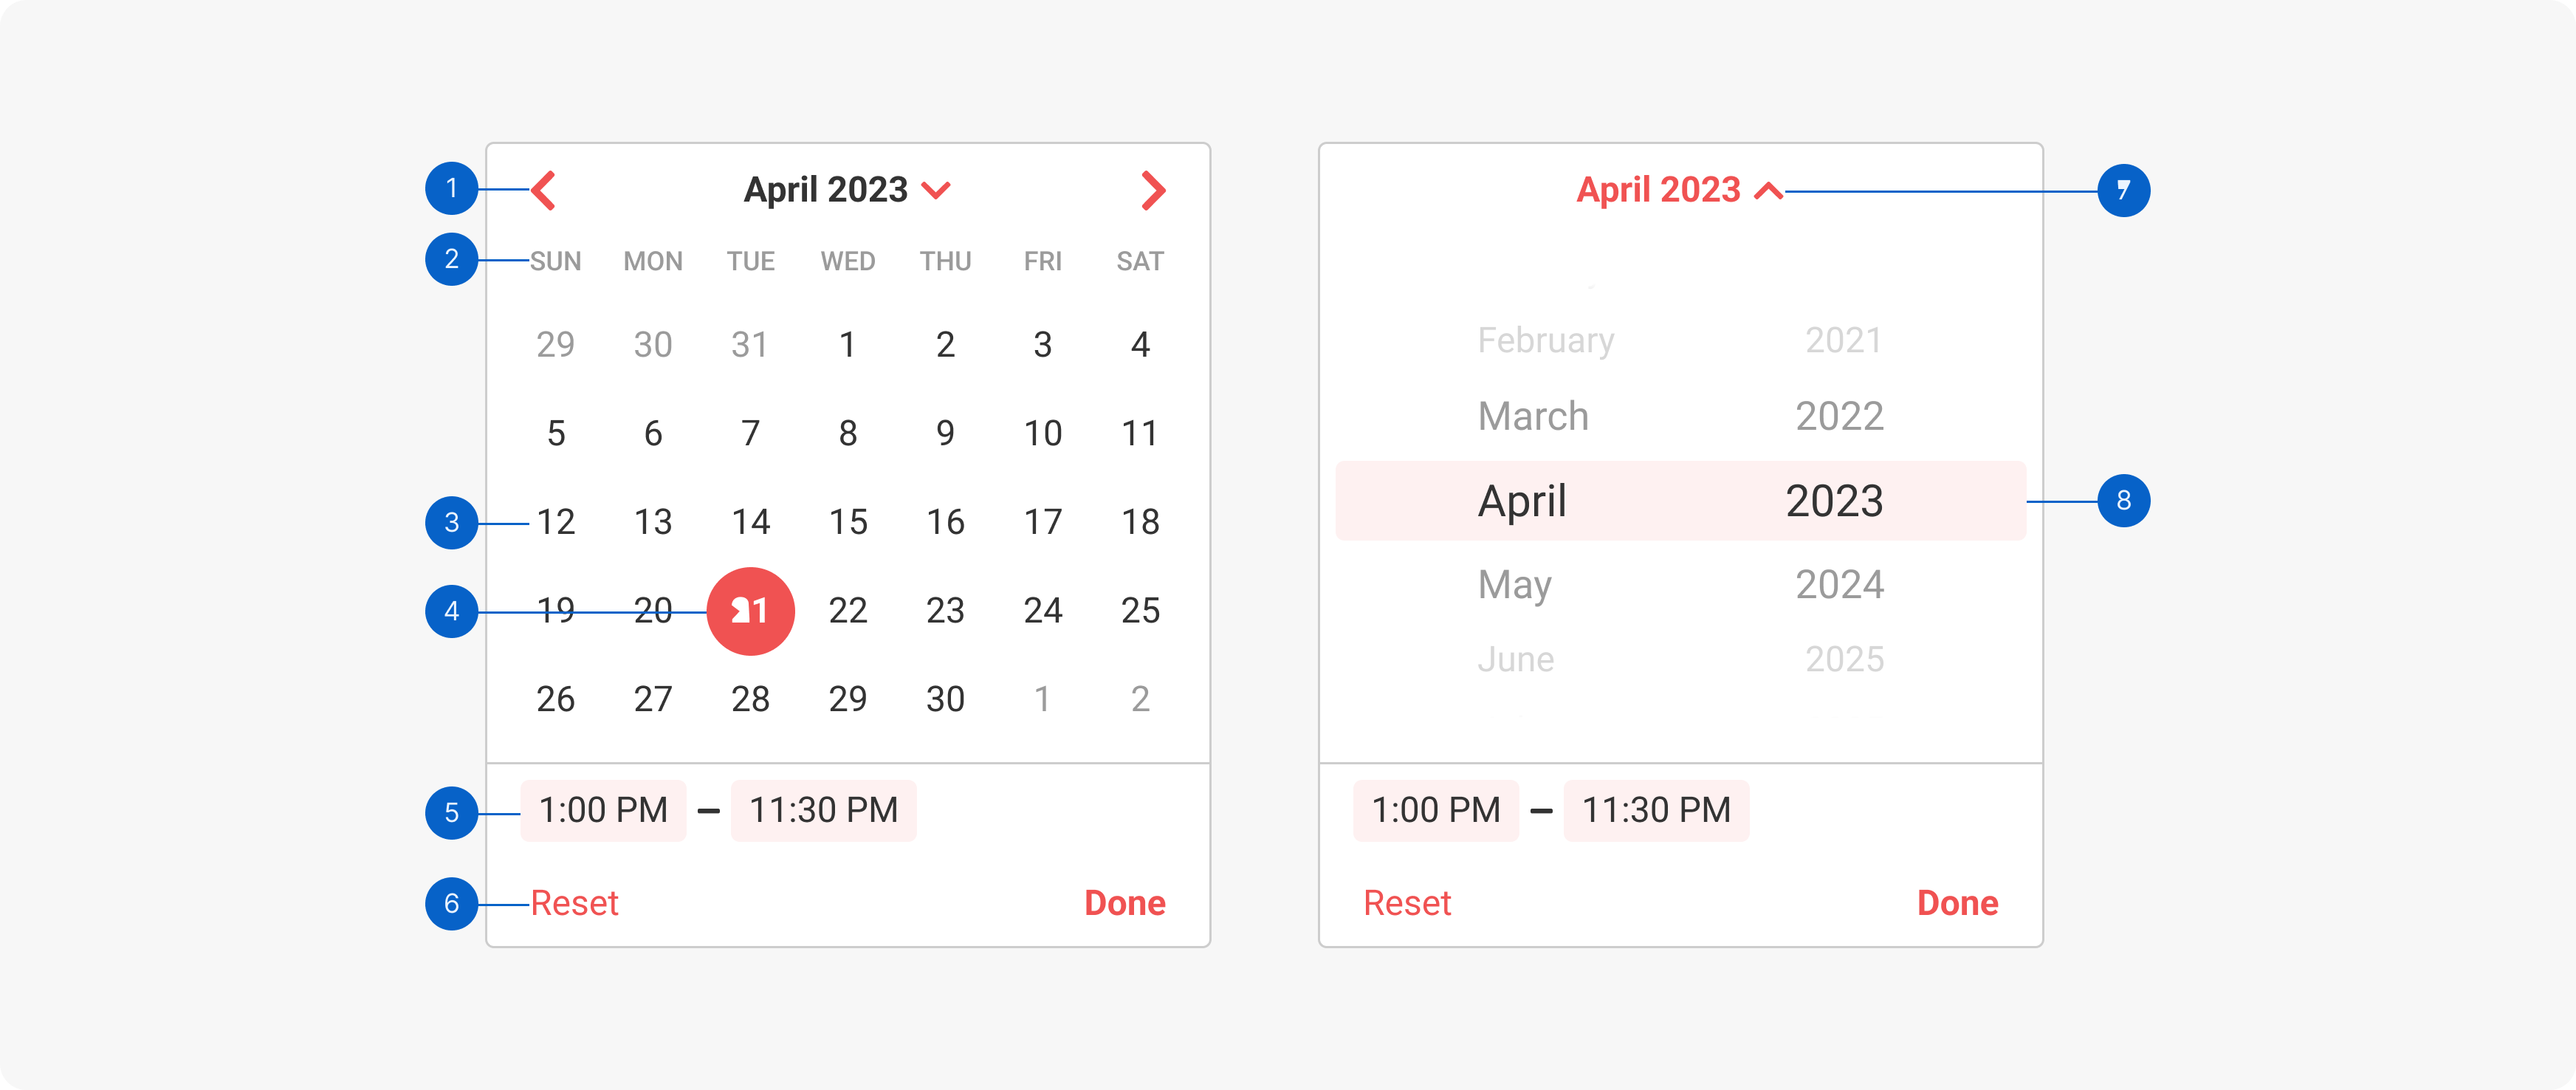 1 April 2023
2 SUN MON TUE WED THU FRI SAT
29 30 31 1 2 3 4
5 6 7 8 9 10 11
3 12 13 14 15 16 17 18
4 19 20 21 22 23 24 25
26 27 28 29 30 1 2
5 1:00 PM – 11:30 PM
6 Reset Done
April 2023 7
February 2021
March 2022
April 2023 8
May 2024
June 2025
1:00 PM – 11:30 PM
Reset Done